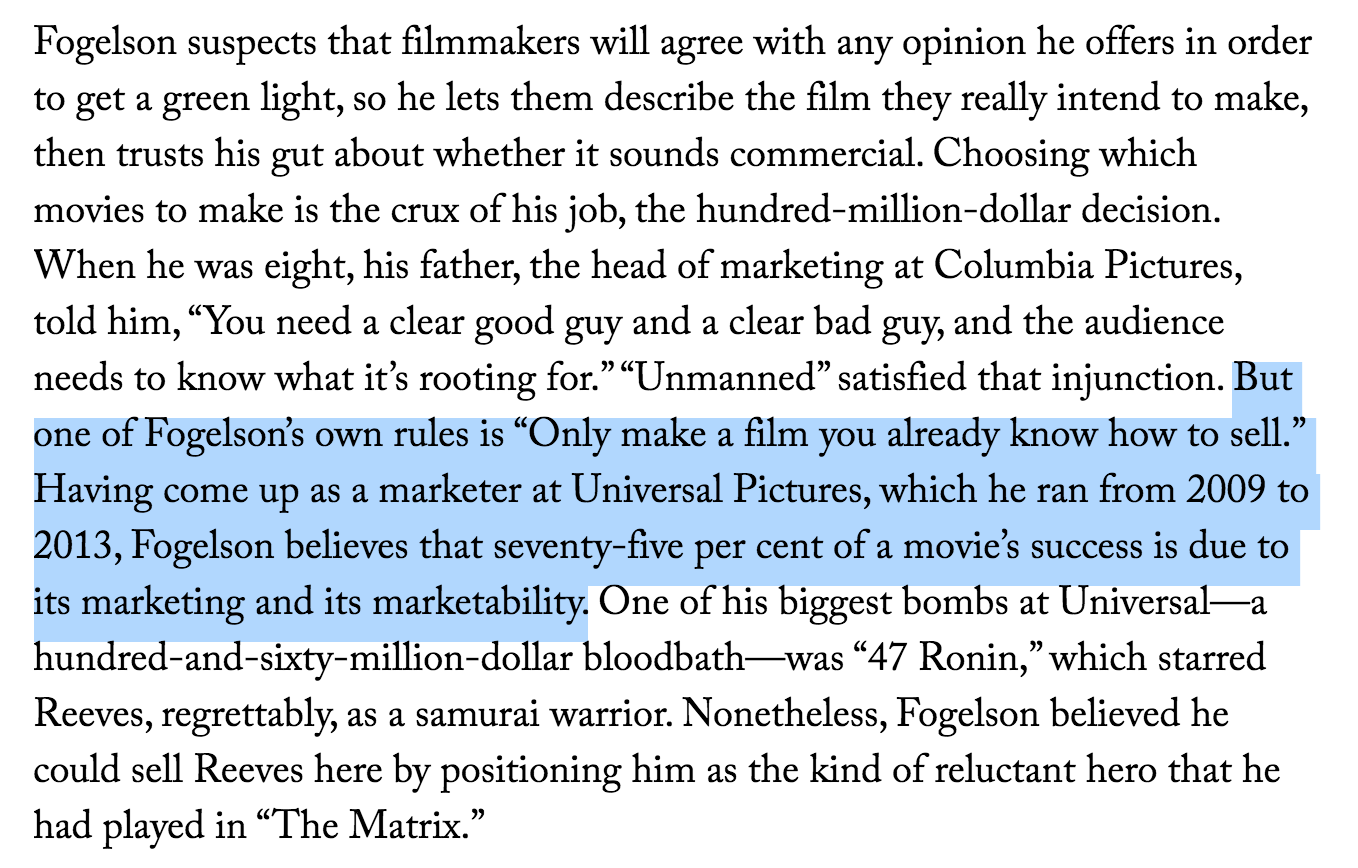 Fogelson suspects that filmmakers will agree with any opinion he offers in order
to get a green light, so he lets them describe the film they really intend to make,
then trusts his gut about whether it sounds commercial. Choosing which
movies to make is the crux of his job, the hundred-million-dollar decision.
When he was eight, his father, the head of marketing at Columbia Pictures,
told him, “You need a clear good guy and a clear bad guy, and the audience
needs to know what it’s rooting for.” “Unmanned” satisfied that injunction. But
one of Fogelson’s own rules is “Only make a film you already know how to sell.”
Having come up as a marketer at Universal Pictures, which he ran from 2009 to
2013, Fogelson believes that seventy-five per cent of a movie’s success is due to
its marketing and its marketability. One of his biggest bombs at Universal—a
hundred-and-sixty-million-dollar bloodbath—was “47 Ronin,” which starred
Reeves, regrettably, as a samurai warrior. Nonetheless, Fogelson believed he
could sell Reeves here by positioning him as the kind of reluctant hero that he
had played in “The Matrix.”